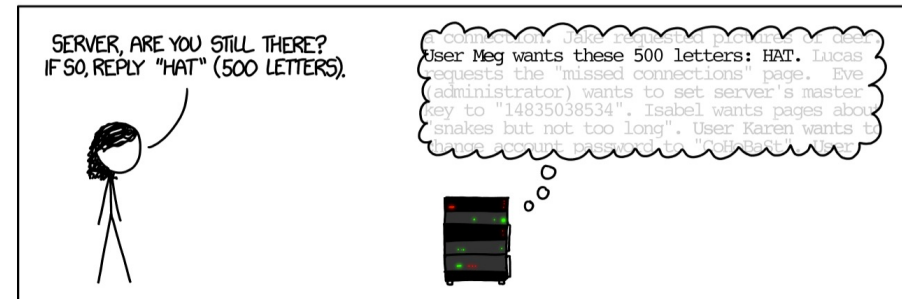 SERVER, ARE YOU STILL THERE?
IF SO, REPLY "HAT" (500 LETTERS).
a connection. Jake requested pictures of deer.
User Meg wants these 500 letters: HAT. Lucas
requests the "missed connections" page. Eve
(administrator) wants to set server's master
key to "14835038534". Isabel wants pages about
"snakes but not too long". User Karen wants to
change account password to "CoHoBaSt". User